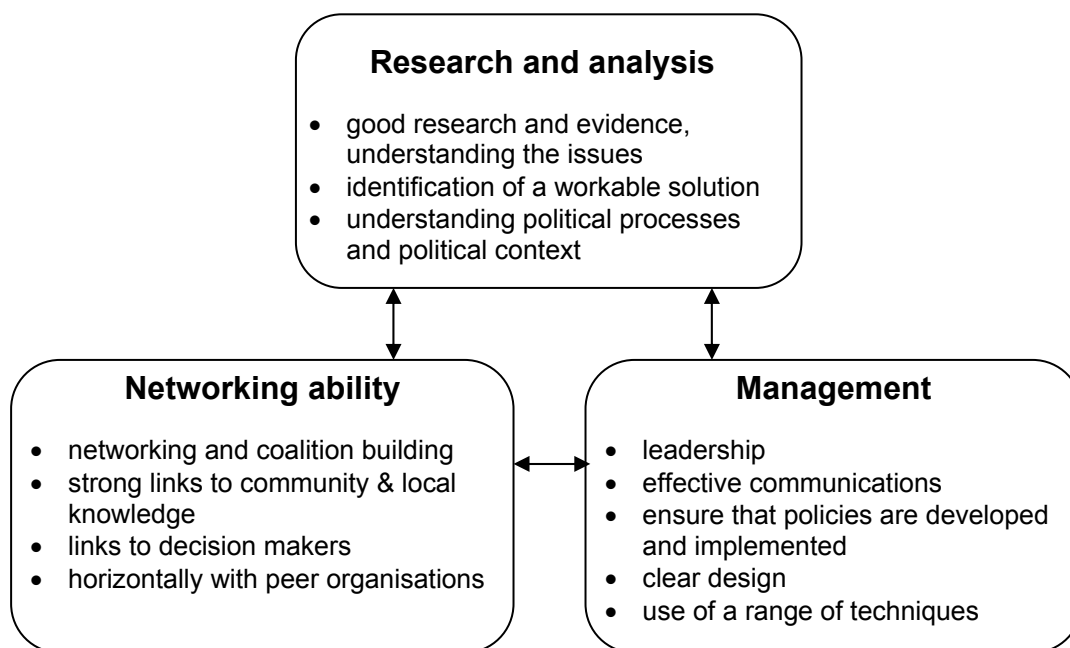 Research and analysis
• good research and evidence,
understanding the issues
• identification of a workable solution
• understanding political processes
and political context
Networking ability
• networking and coalition building
• strong links to community & local
knowledge
• links to decision makers
• horizontally with peer organisations
Management
• leadership
• effective communications
• ensure that policies are developed
and implemented
• clear design
• use of a range of techniques